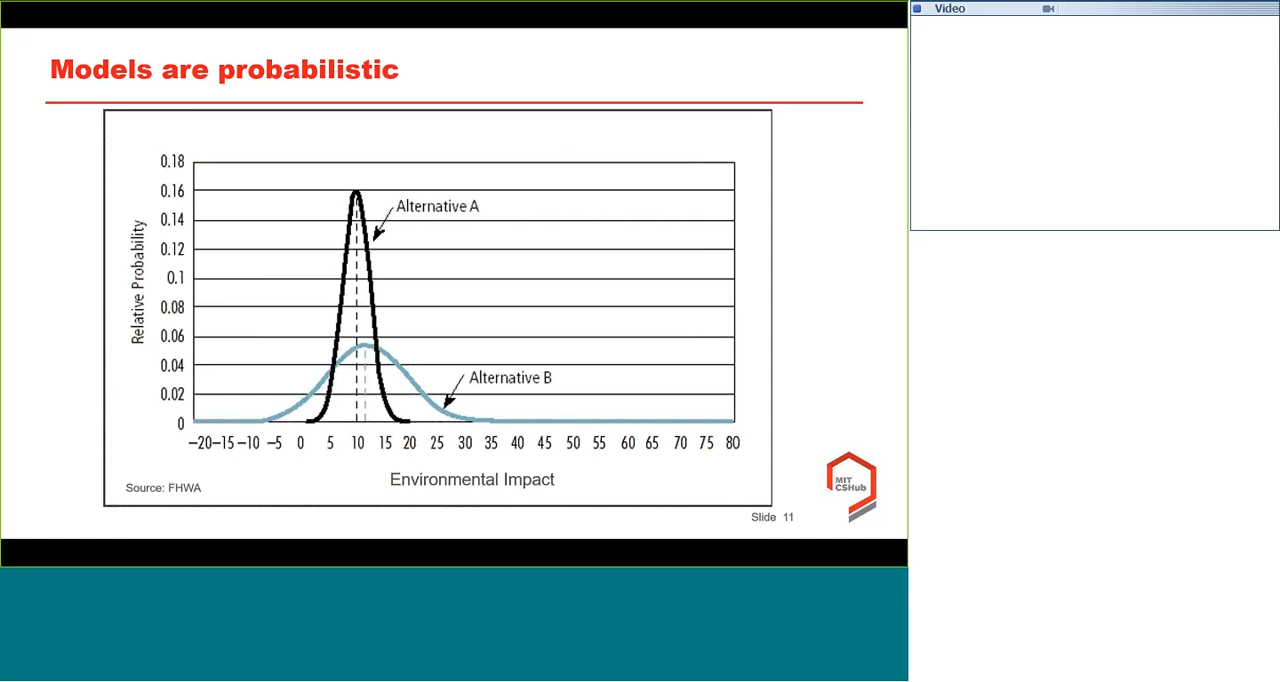 Video
Models are probabilistic
0.18
0.16
0.14
0.12
0.1
0.08
0.06
0.04
0.02
0
Relative Probability
Alternative A
Alternative B
−20 −15 −10 −5 0 5 10 15 20 25 30 35 40 45 50 55 60 65 70 75 80
Environmental Impact
Source: FHWA
MIT
CSHub
Slide 11